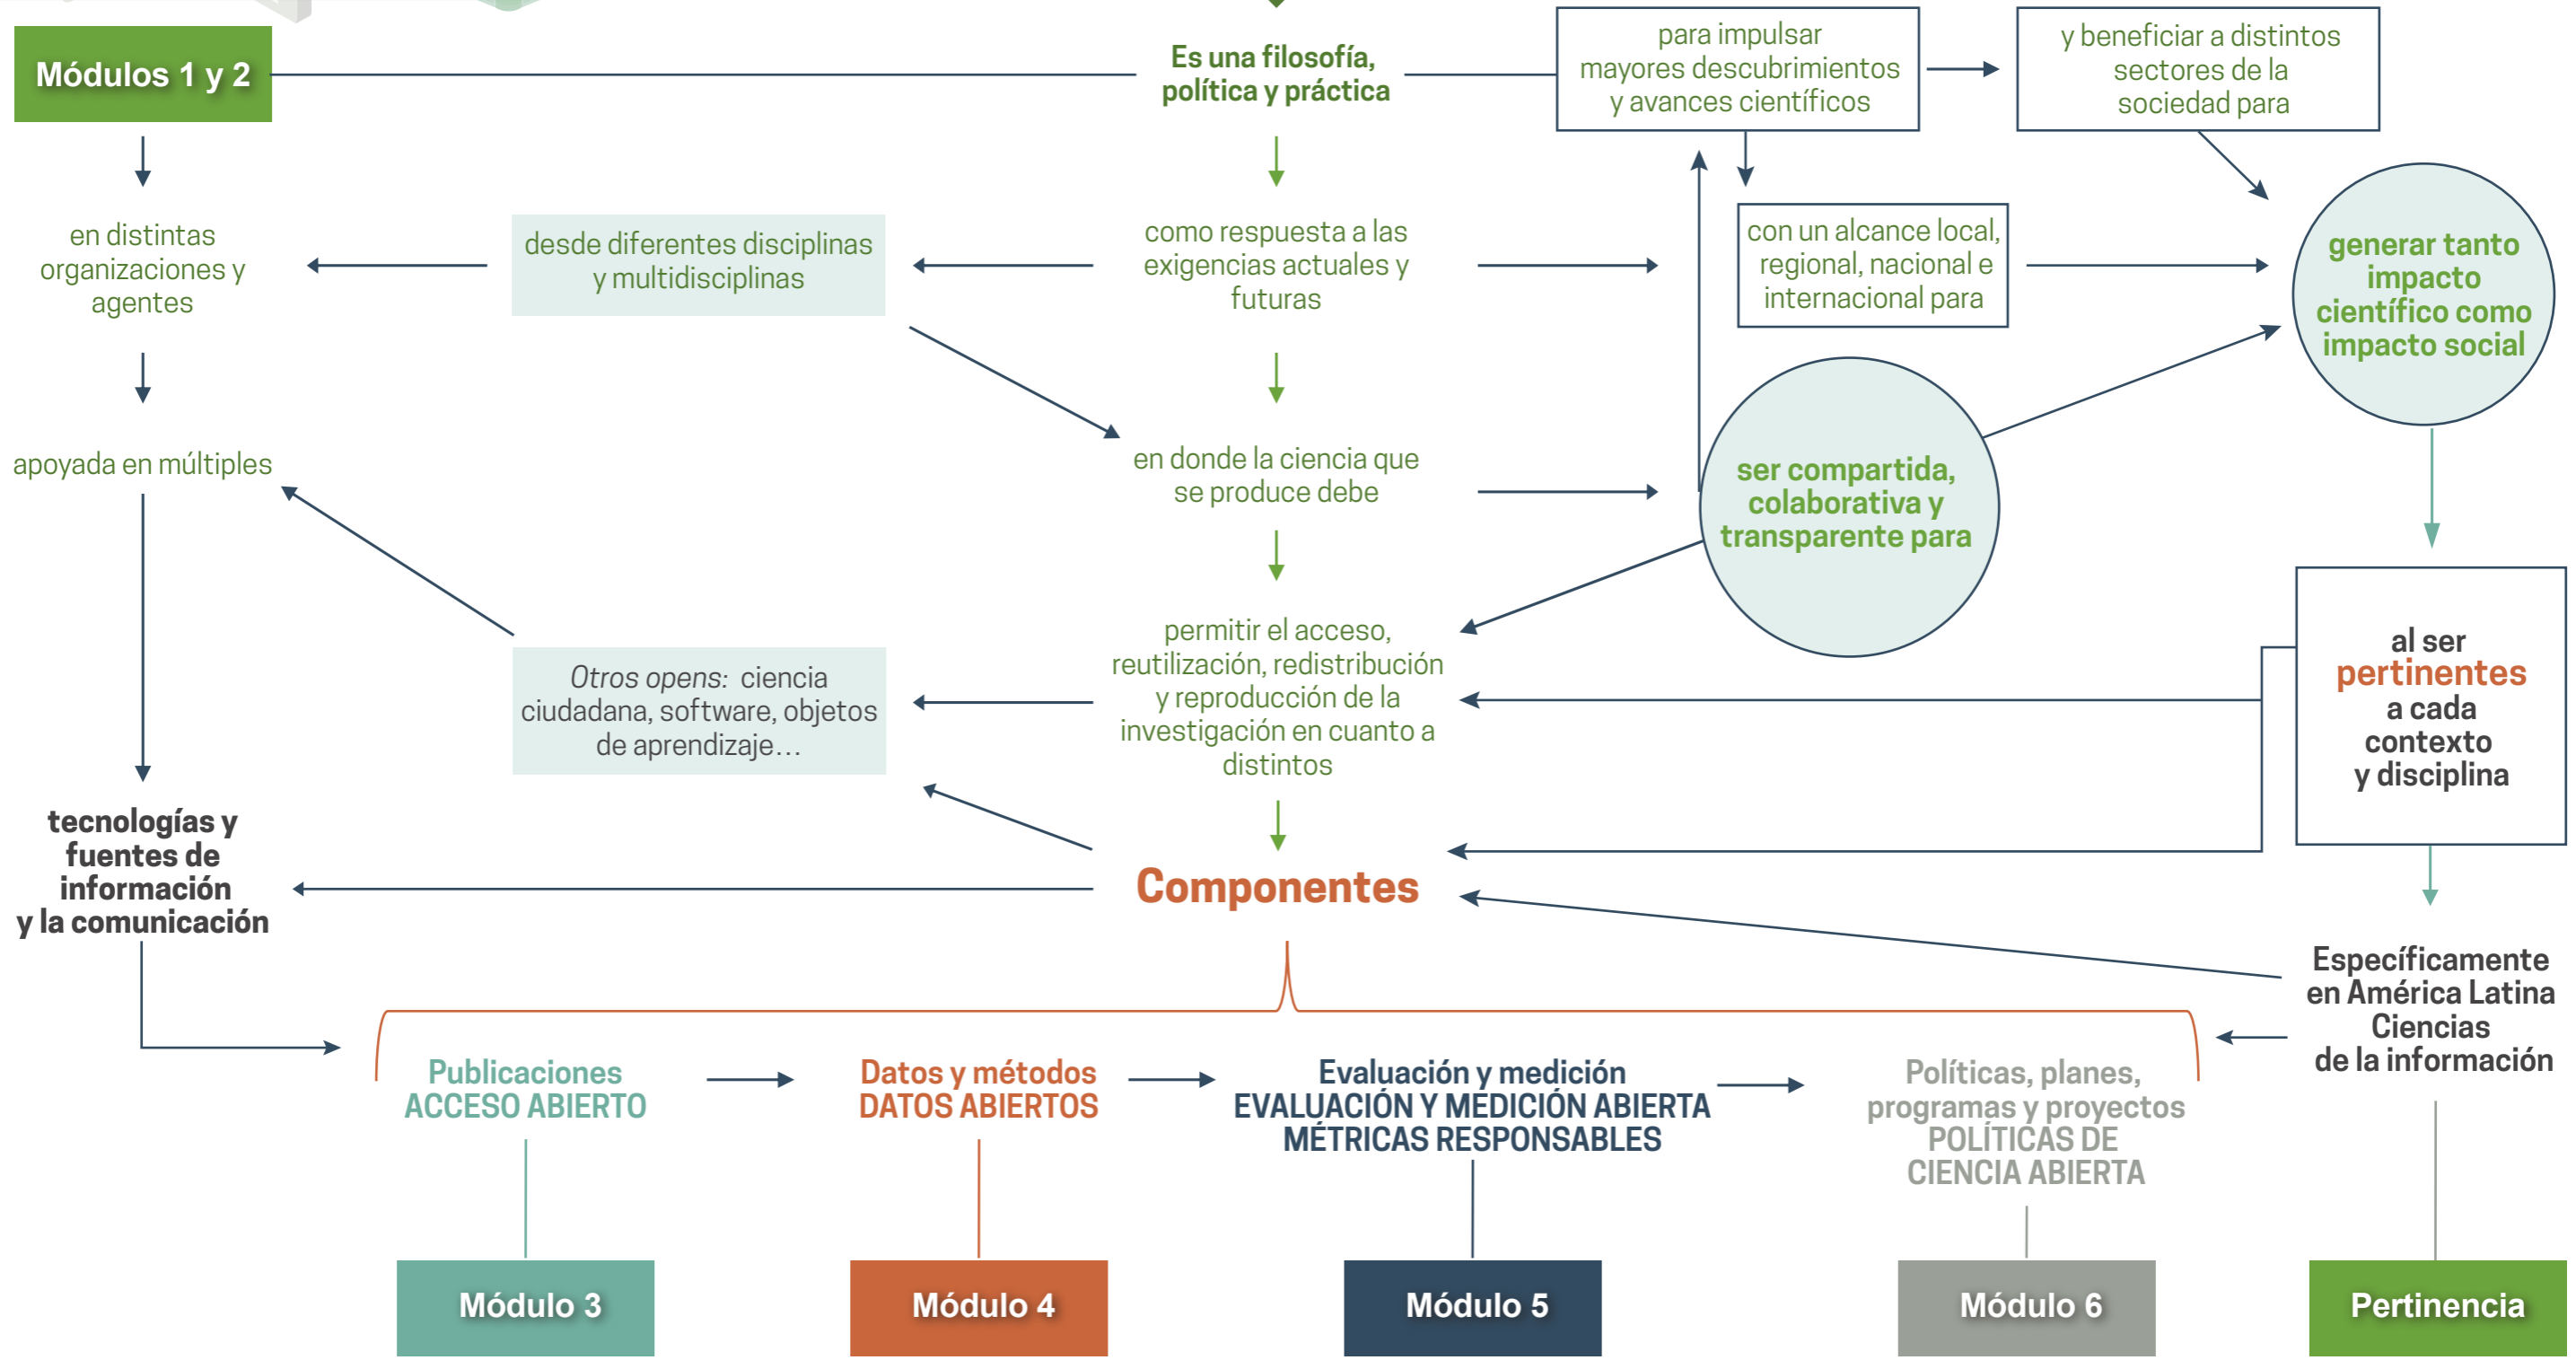 Módulos 1 y 2
Es una filosofía,
política y práctica
para impulsar
mayores descubrimientos
y avances científicos
y beneficiar a distintos
sectores de la
sociedad para
en distintas
organizaciones y
agentes
desde diferentes disciplinas
y multidisciplinas
como respuesta a las
exigencias actuales y
futuras
con un alcance local,
regional, nacional e
internacional para
generar tanto
impacto
científico como
impacto social
apoyada en múltiples
en donde la ciencia que
se produce debe
ser compartida,
colaborativa y
transparente para
Otros opens: ciencia
ciudadana, software, objetos
de aprendizaje...
permitir el acceso,
reutilización, redistribución
y reproducción de la
investigación en cuanto a
distintos
al ser
pertinentes
a cada
contexto
y disciplina
tecnologías y
fuentes de
información
y la comunicación
Componentes
Específicamente
en América Latina
Ciencias
de la información
Publicaciones
ACCESO ABIERTO
Datos y métodos
DATOS ABIERTOS
Evaluación y medición
EVALUACIÓN Y MEDICIÓN ABIERTA
MÉTRICAS RESPONSABLES
Políticas, planes,
programas y proyectos
POLÍTICAS DE
CIENCIA ABIERTA
Módulo 3
Módulo 4
Módulo 5
Módulo 6
Pertinencia